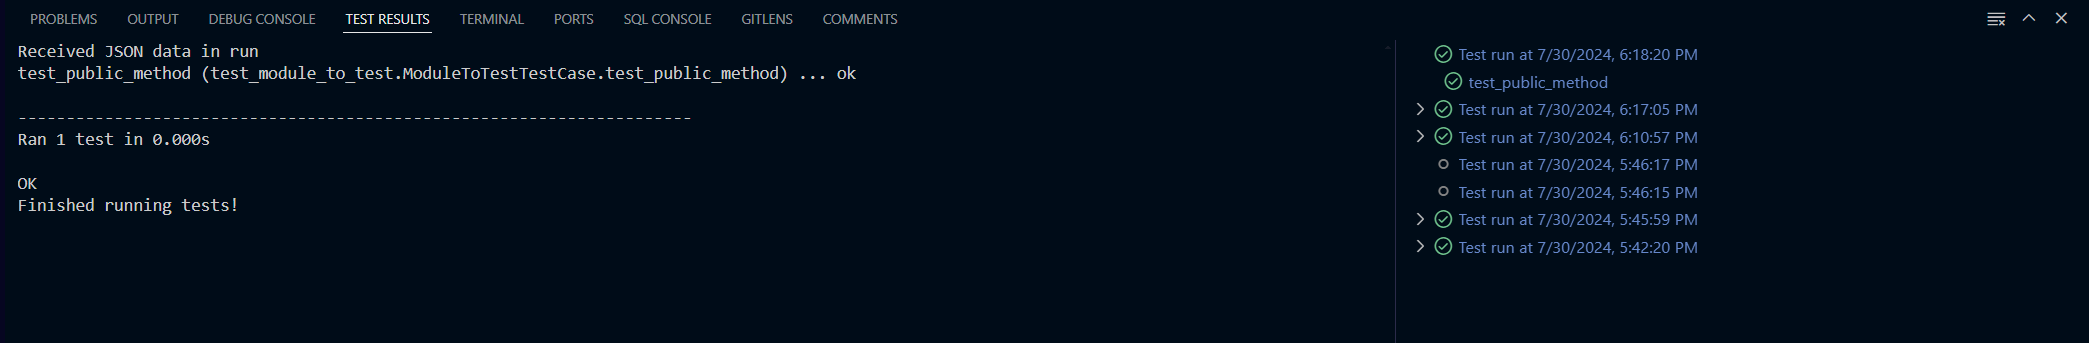 PROBLEMS OUTPUT DEBUG CONSOLE TEST RESULTS TERMINAL PORTS SQL CONSOLE GITLENS COMMENTS
Received JSON data in run
test_public_method (test_module_to_test.ModuleToTestTestCase.test_public_method) ... ok
----------------------------------------------------------------------
Ran 1 test in 0.000s
OK
Finished running tests!
Test run at 7/30/2024, 6:18:20 PM
test_public_method
Test run at 7/30/2024, 6:17:05 PM
Test run at 7/30/2024, 6:10:57 PM
Test run at 7/30/2024, 5:46:17 PM
Test run at 7/30/2024, 5:46:15 PM
Test run at 7/30/2024, 5:45:59 PM
Test run at 7/30/2024, 5:42:20 PM